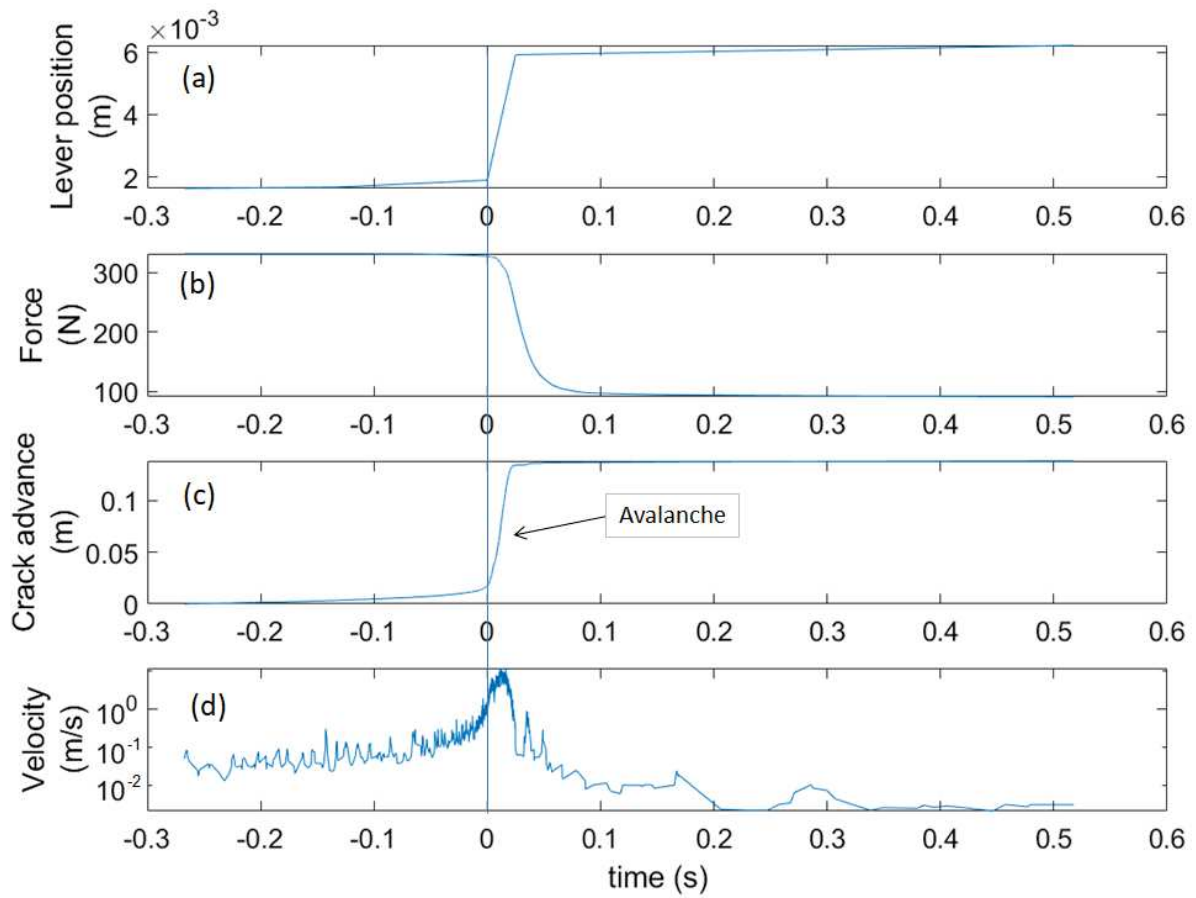 × 10⁻³
Lever position
(m)
(a)
6
4
2
-0.3 -0.2 -0.1 0 0.1 0.2 0.3 0.4 0.5 0.6
Force
(N)
(b)
300
200
100
-0.3 -0.2 -0.1 0 0.1 0.2 0.3 0.4 0.5 0.6
Crack advance
(m)
(c)
0.1
0.05
0
Avalanche
-0.3 -0.2 -0.1 0 0.1 0.2 0.3 0.4 0.5 0.6
Velocity
(m/s)
(d)
10⁰
10⁻¹
10⁻²
-0.3 -0.2 -0.1 0 0.1 0.2 0.3 0.4 0.5 0.6
time (s)